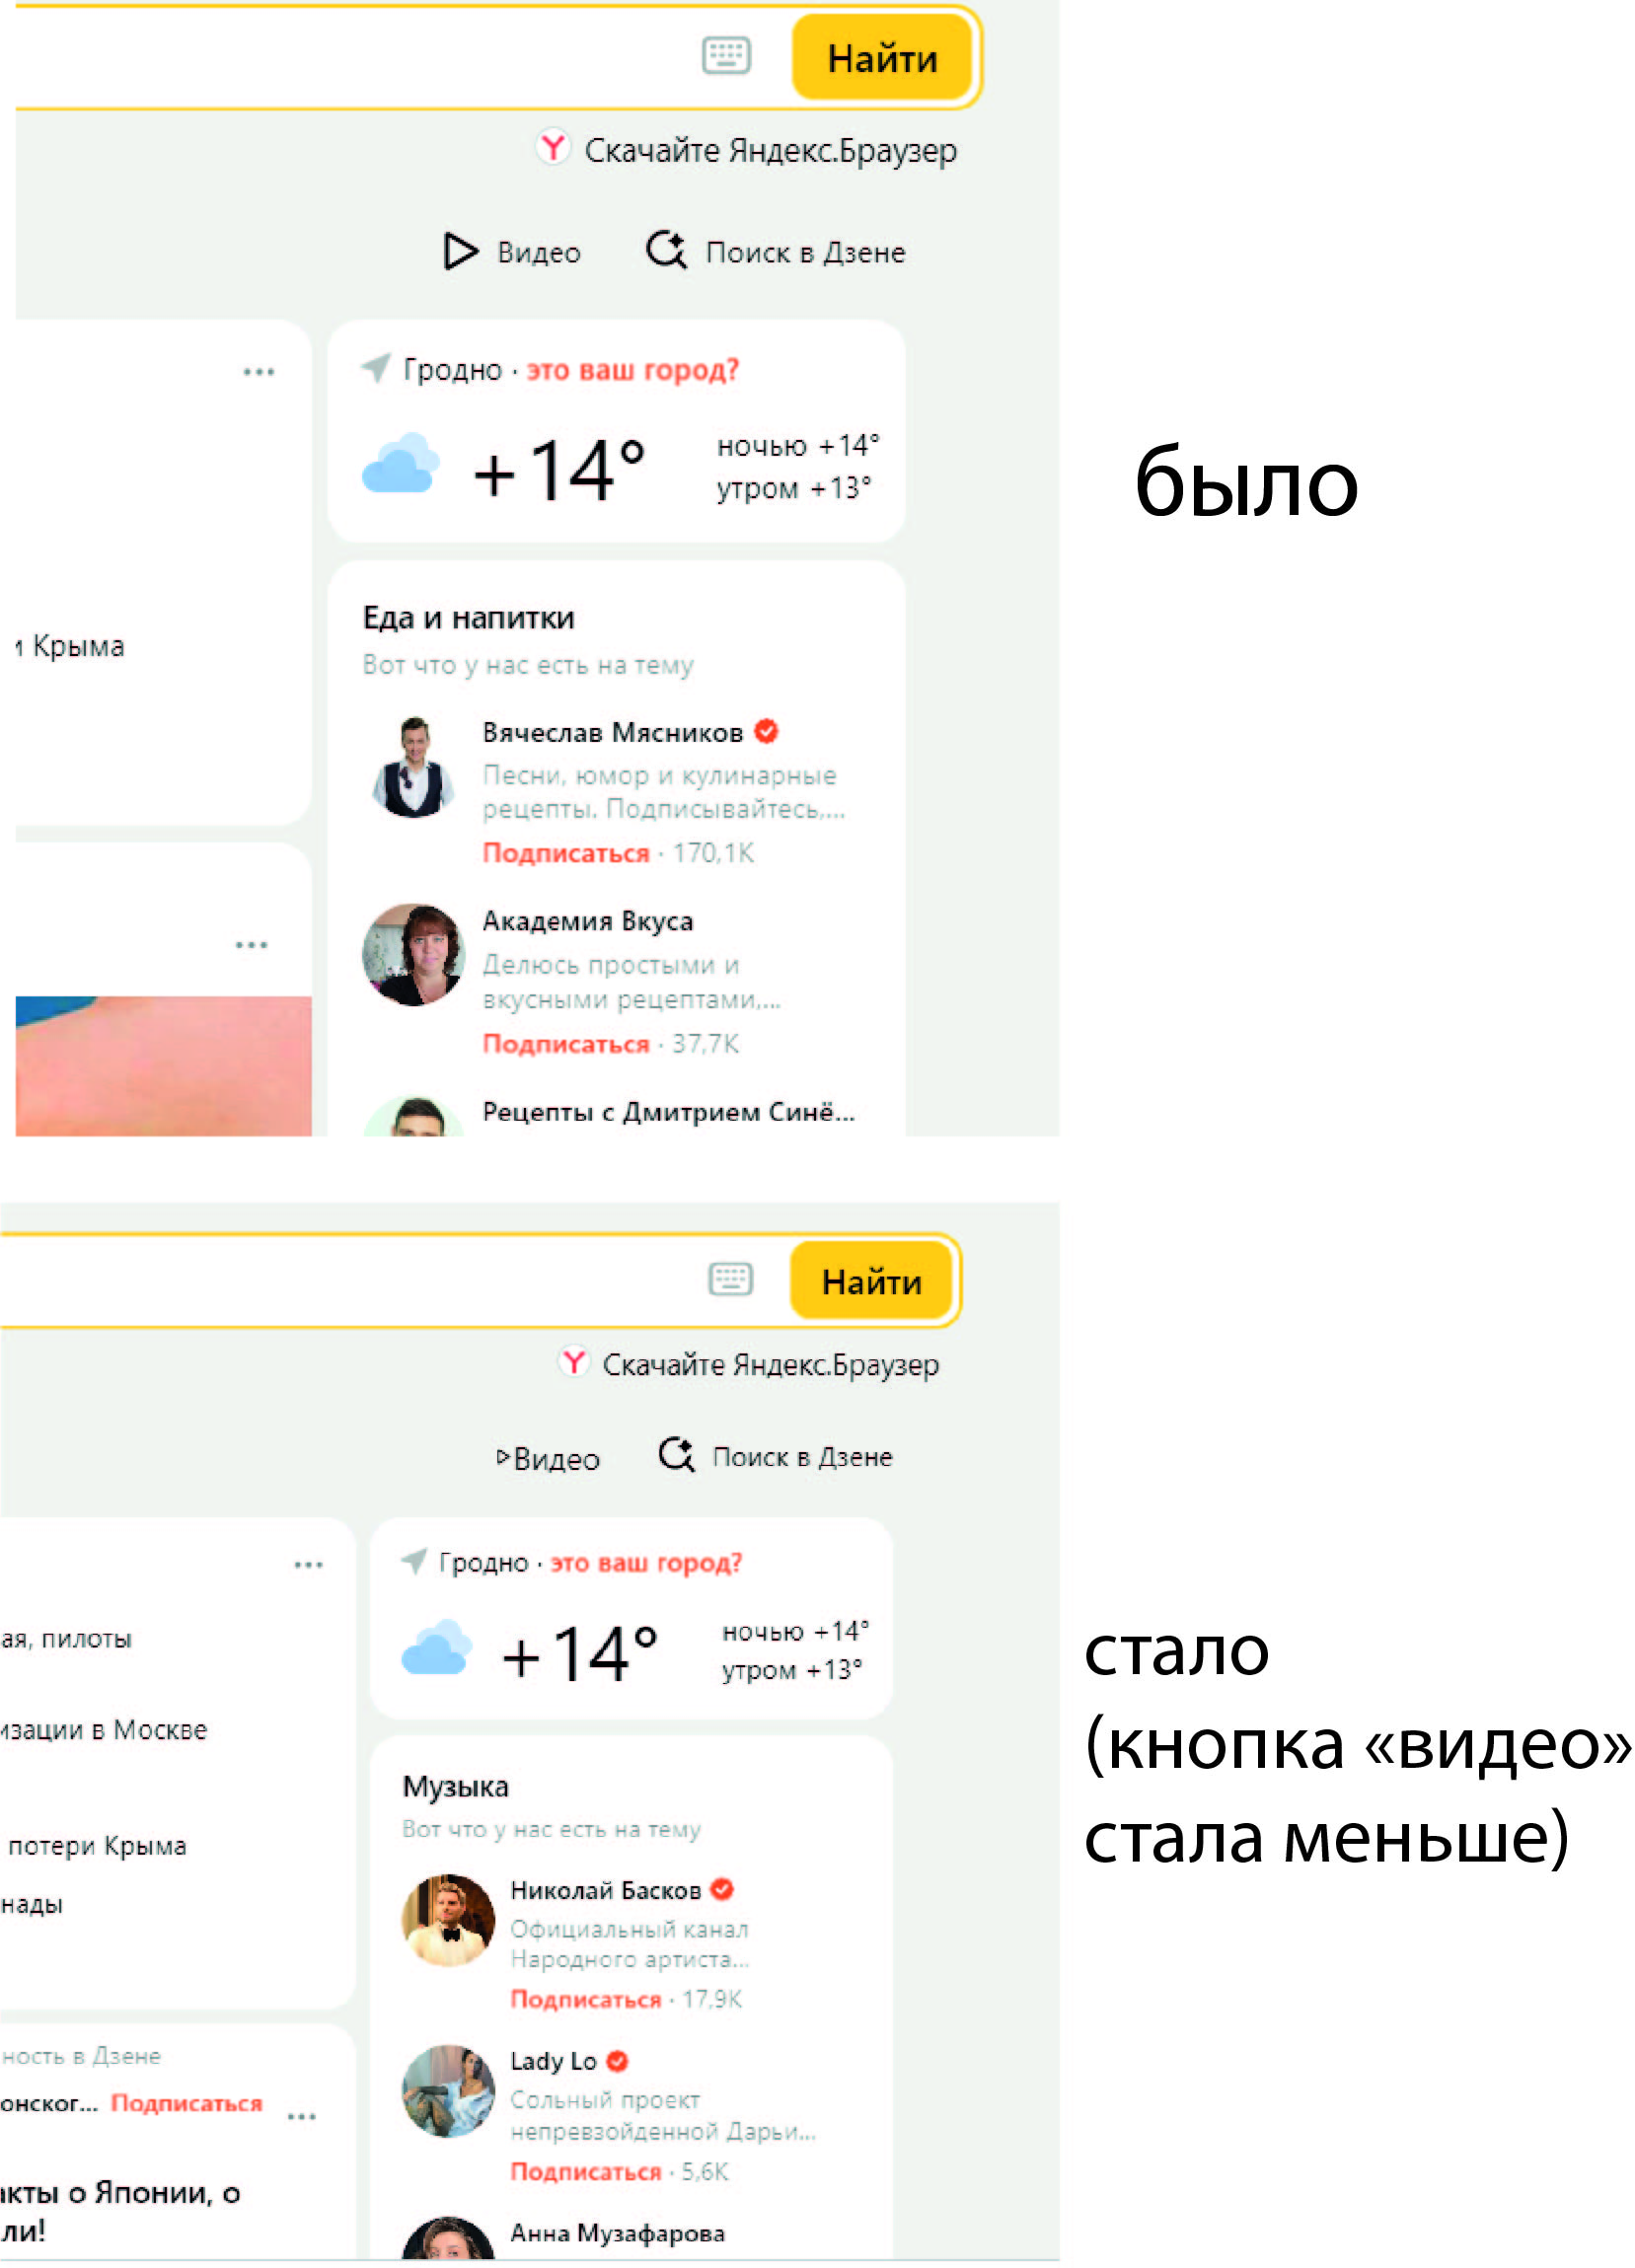 Найти
Скачайте Яндекс.Браузер
Видео
Поиск в Дзене
Гродно · это ваш город?
+14°
ночью +14°
утром +13°
было
Еда и напитки
Вот что у нас есть на тему
и Крыма
Вячеслав Мясников
Песни, юмор и кулинарные
рецепты. Подписывайтесь,...
Подписаться · 170,1К
Академия Вкуса
Делюсь простыми и
вкусными рецептами,...
Подписаться · 37,7К
Рецепты с Дмитрием Синё...
Найти
Скачайте Яндекс.Браузер
Видео
Поиск в Дзене
Гродно · это ваш город?
+14°
ночью +14°
утром +13°
ая, пилоты
изации в Москве
потери Крыма
нады
стало
(кнопка «видео»
стала меньше)
Музыка
Вот что у нас есть на тему
Николай Басков
Официальный канал
Народного артиста...
Подписаться · 17,9К
ность в Дзене
онског... Подписаться
акты о Японии, о
ли!
Lady Lo
Сольный проект
непревзойденной Дарьи...
Подписаться · 5,6К
Анна Музафарова